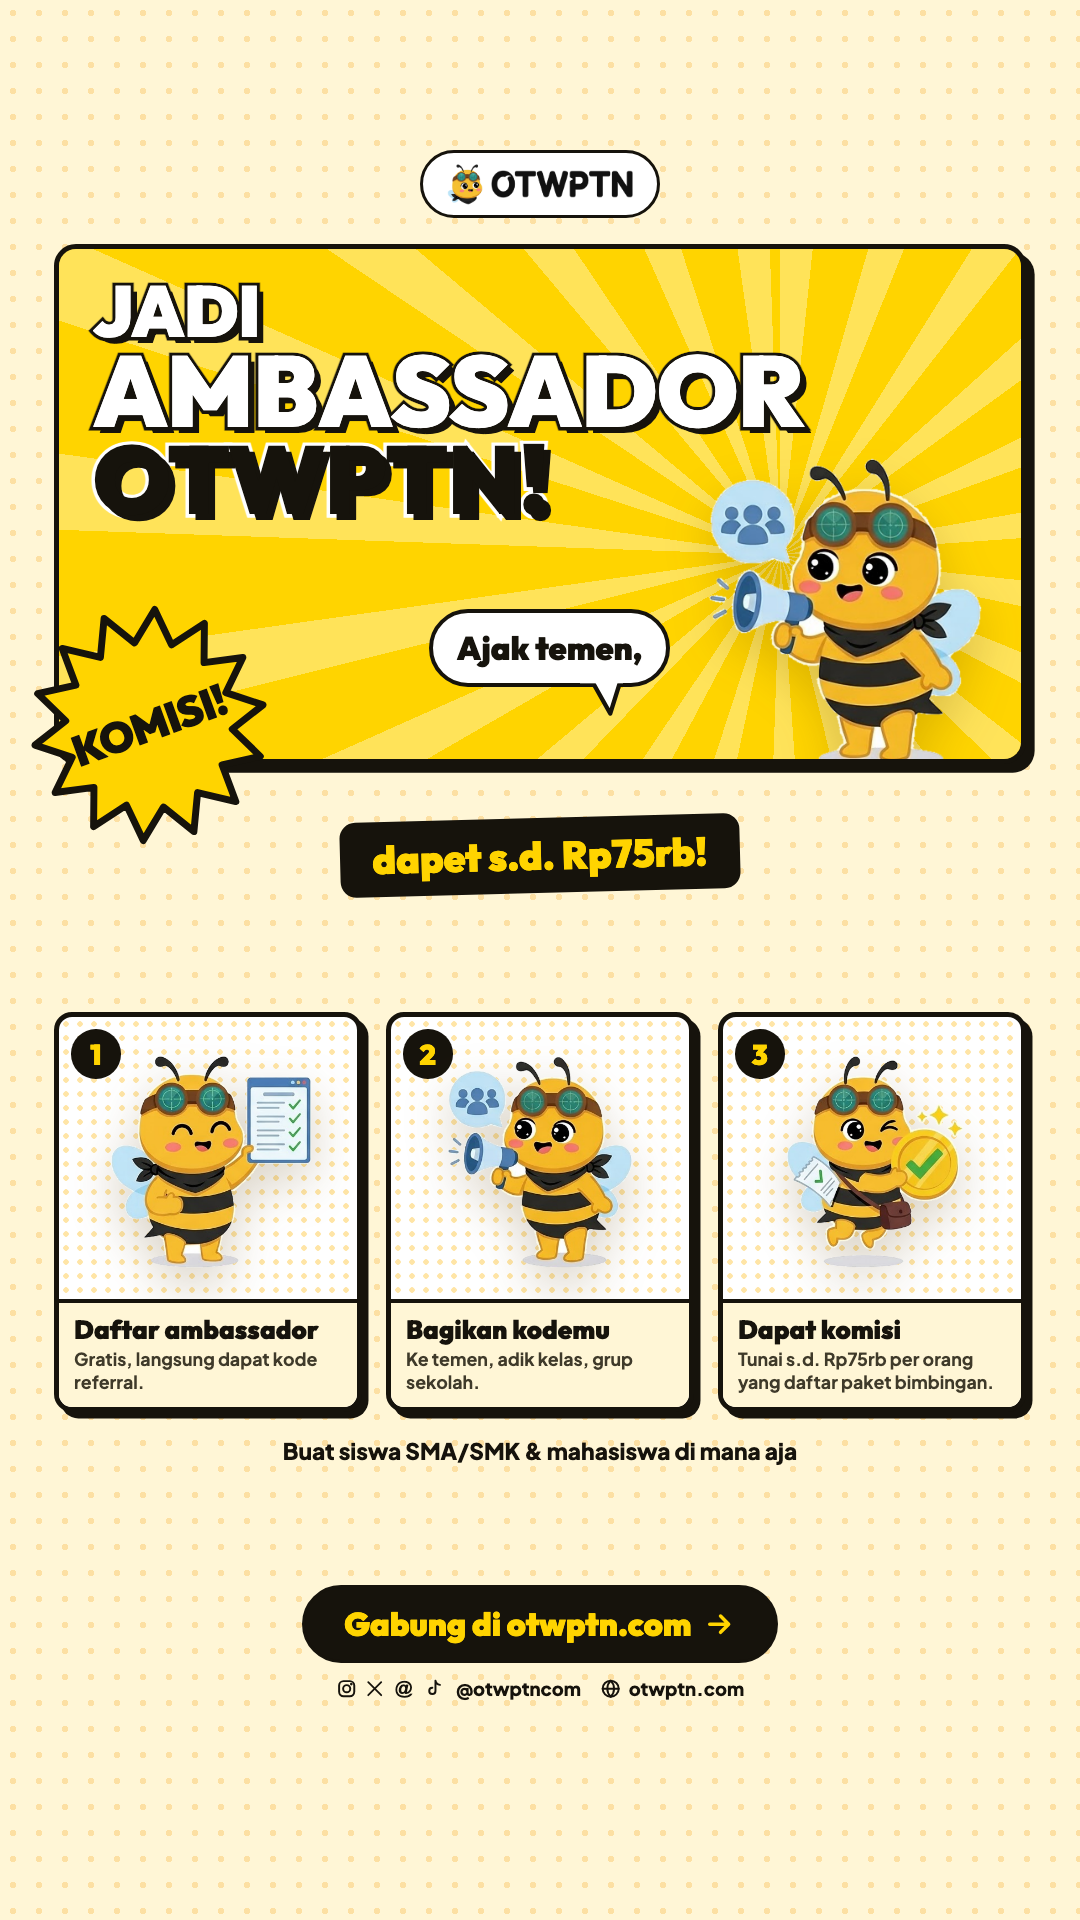 OTWPTN
JADI
AMBASSADOR
OTWPTN!
Ajak temen,
KOMISI!
dapet s.d. Rp75rb!
1
Daftar ambassador
Gratis, langsung dapat kode
referral.
2
Bagikan kodemu
Ke temen, adik kelas, grup
sekolah.
3
Dapat komisi
Tunai s.d. Rp75rb per orang
yang daftar paket bimbingan.
Buat siswa SMA/SMK & mahasiswa di mana aja
Gabung di otwptn.com →
@otwptncom otwptn.com